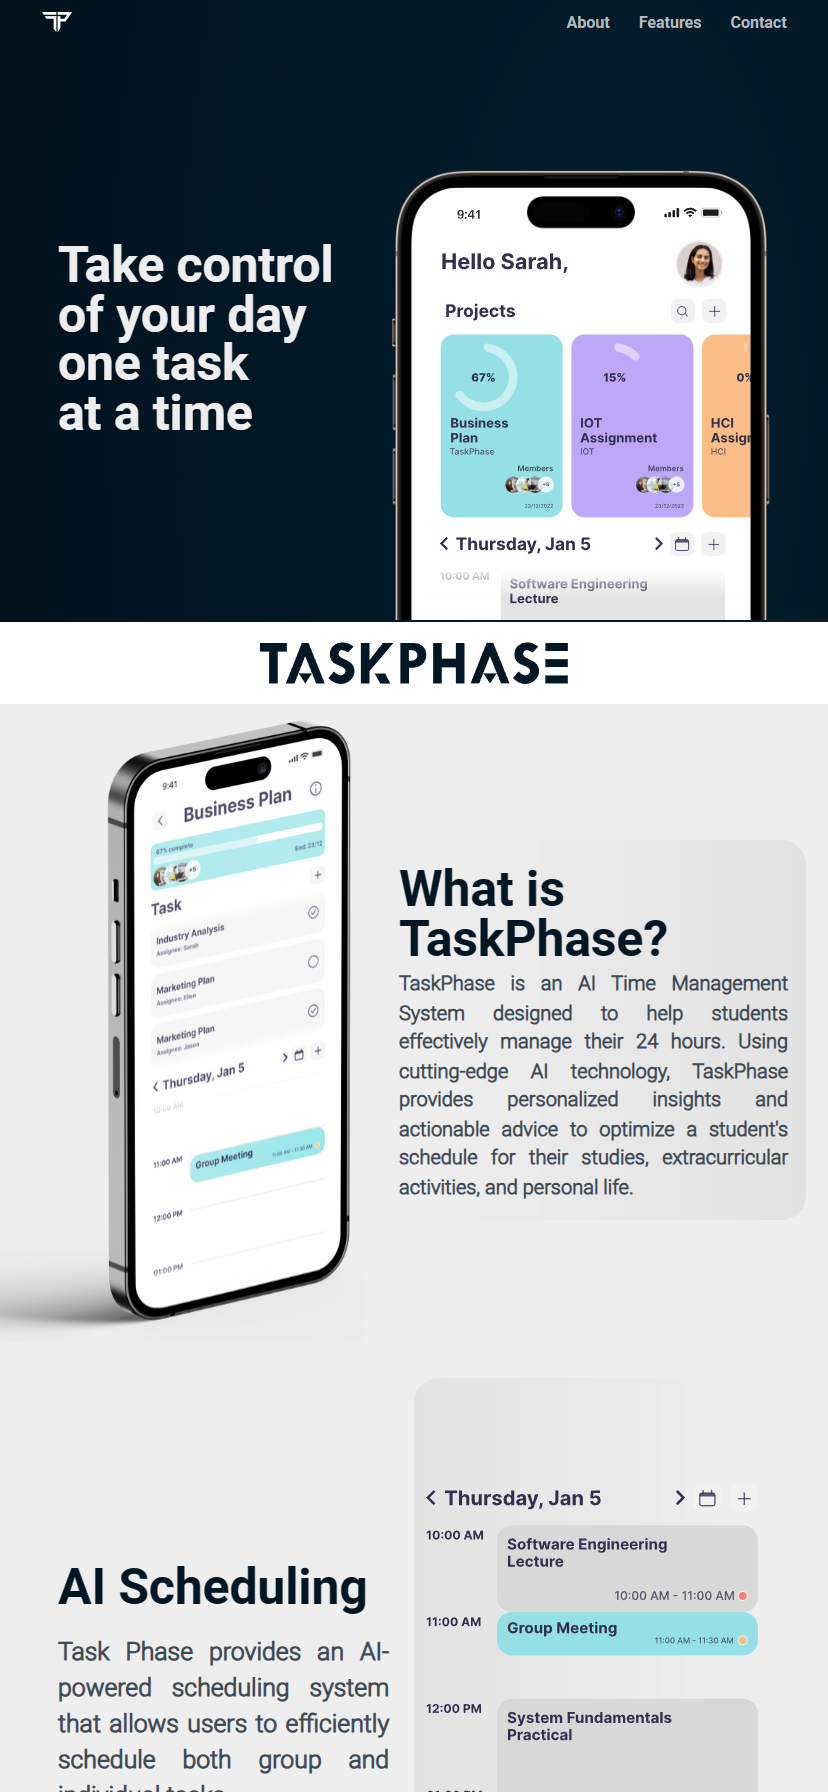 About Features Contact
9:41
Hello Sarah,
Take control
of your day
one task
at a time
Projects
67% 15% 0%
Business
Plan
TaskPhase
IOT
Assignment
IOT
HCI
Assigr
HCI
Members
+5
23/12/2022
Members
+5
23/12/2022
Thursday, Jan 5
10:00 AM
Software Engineering
Lecture
TASKPHASE
9:41
Business Plan
67% complete
+5
End: 23/12
Task
Industry Analysis
Assignee: Sarah
Marketing Plan
Assignee: Ellen
Marketing Plan
Assignee: Jason
Thursday, Jan 5
10:00 AM
11:00 AM
Group Meeting
11:00 AM - 11:30 AM
12:00 PM
01:00 PM
What is
TaskPhase?
TaskPhase is an AI Time Management
System designed to help students
effectively manage their 24 hours. Using
cutting-edge AI technology, TaskPhase
provides personalized insights and
actionable advice to optimize a student's
schedule for their studies, extracurricular
activities, and personal life.
AI Scheduling
Task Phase provides an AI-
powered scheduling system
that allows users to efficiently
schedule both group and
individual tasks
Thursday, Jan 5
10:00 AM
Software Engineering
Lecture
10:00 AM - 11:00 AM
11:00 AM
Group Meeting
11:00 AM - 11:30 AM
12:00 PM
System Fundamentals
Practical